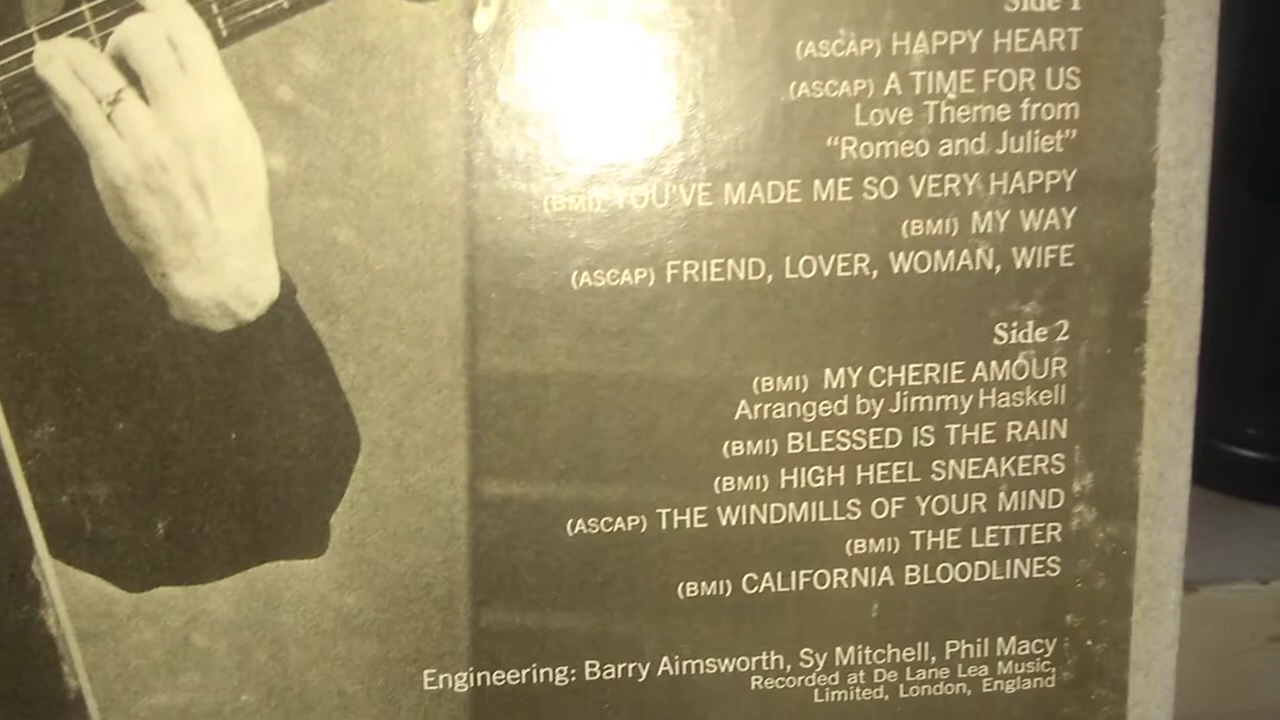 Side 1
(ASCAP) HAPPY HEART
(ASCAP) A TIME FOR US
Love Theme from
“Romeo and Juliet”
(BMI) YOU'VE MADE ME SO VERY HAPPY
(BMI) MY WAY
(ASCAP) FRIEND, LOVER, WOMAN, WIFE
Side 2
(BMI) MY CHERIE AMOUR
Arranged by Jimmy Haskell
(BMI) BLESSED IS THE RAIN
(BMI) HIGH HEEL SNEAKERS
(ASCAP) THE WINDMILLS OF YOUR MIND
(BMI) THE LETTER
(BMI) CALIFORNIA BLOODLINES
Engineering: Barry Aimsworth, Sy Mitchell, Phil Macy
Recorded at De Lane Lea Music,
Limited, London, England